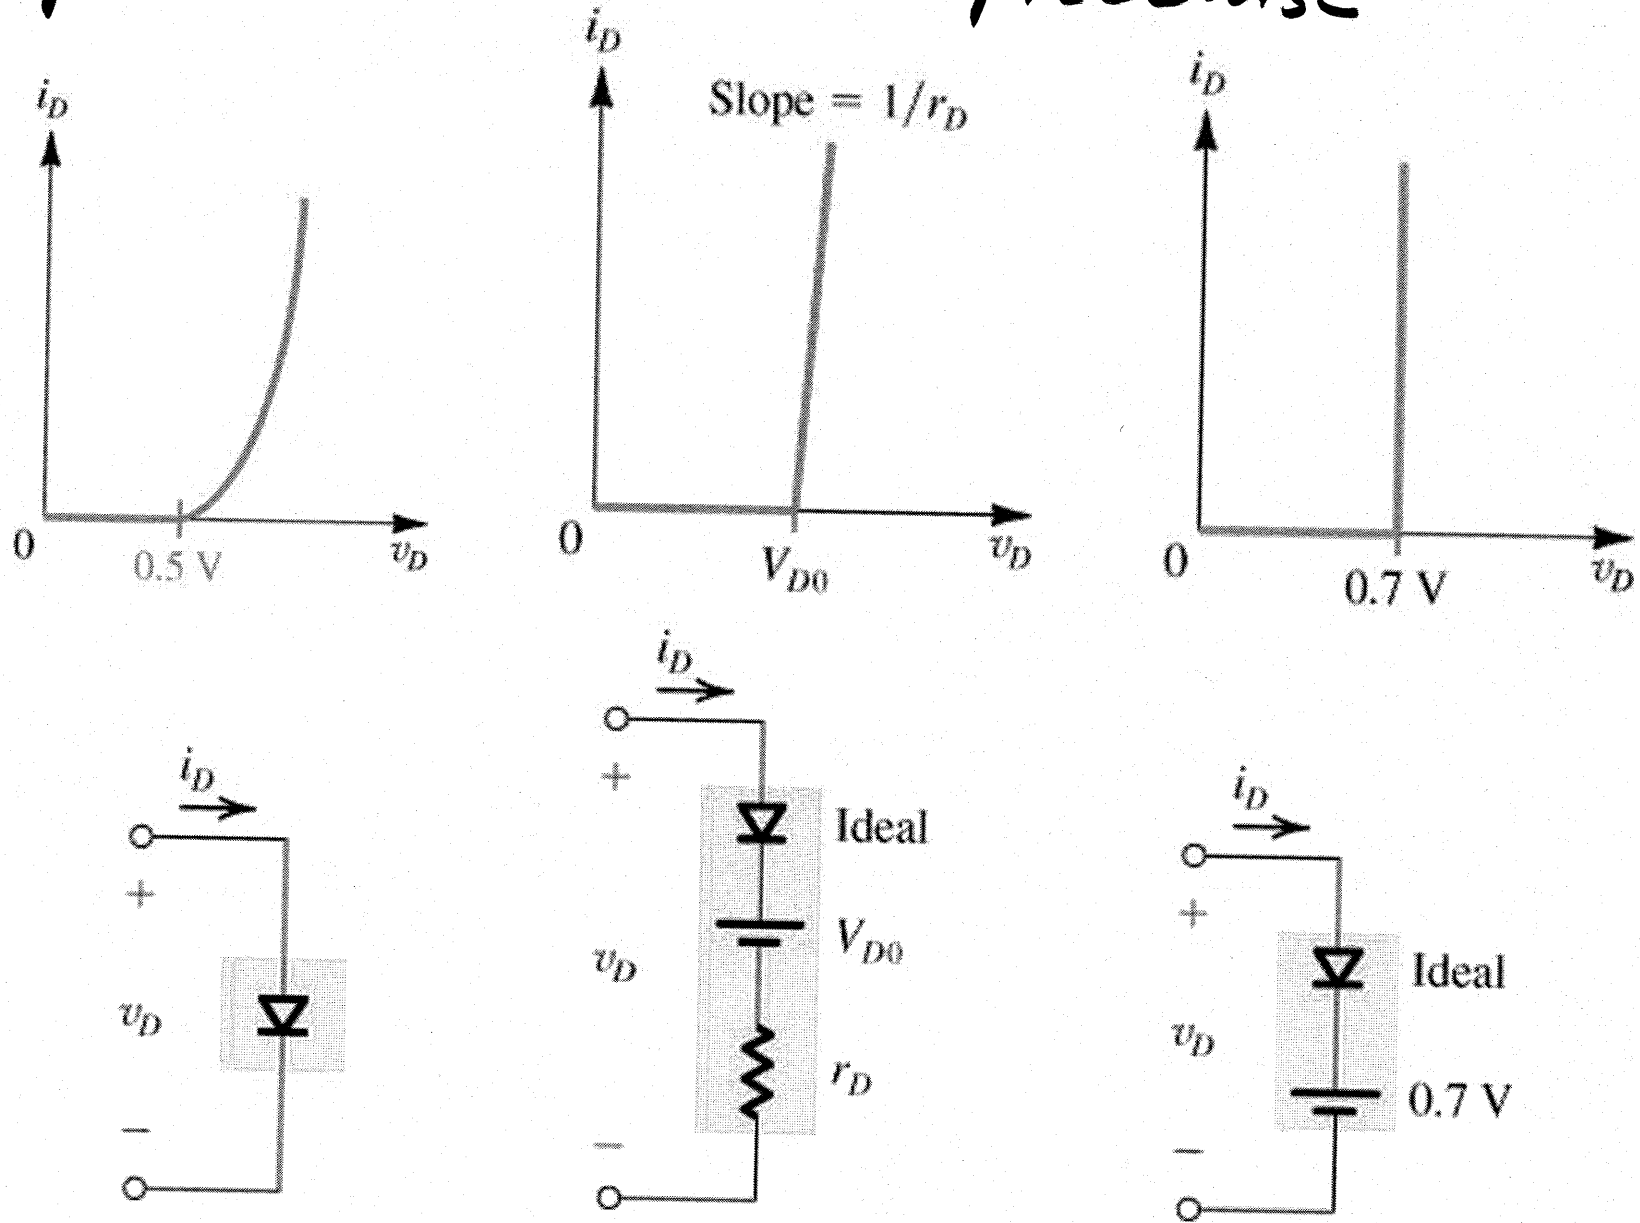 i_D
i_D
Slope = 1/r_D
i_D
0
0.5 V
v_D
0
V_D0
v_D
0
0.7 V
v_D
i_D
+
v_D
−
i_D
+
Ideal
V_D0
v_D
r_D
−
i_D
+
Ideal
v_D
0.7 V
−